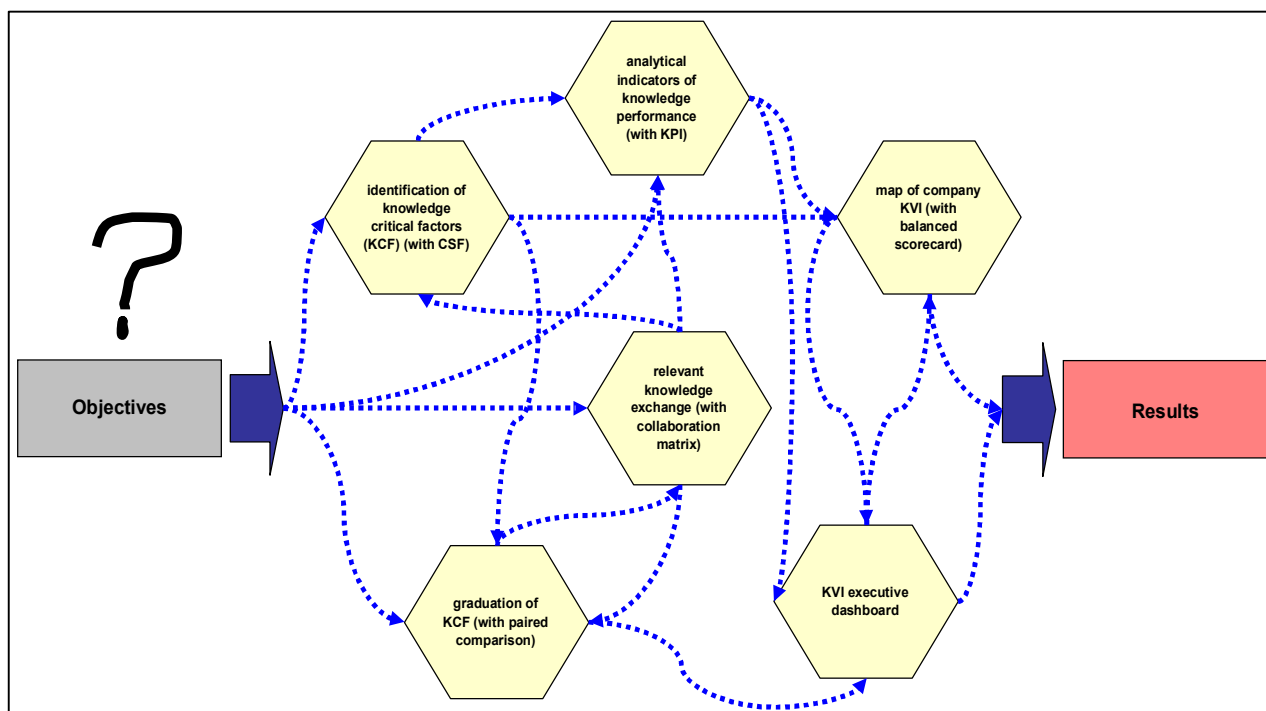 analytical
indicators of
knowledge
performance
(with KPI)
identification of
knowledge
critical factors
(KCF) (with CSF)
map of company
KVI (with
balanced
scorecard)
?
Objectives
relevant
knowledge
exchange (with
collaboration
matrix)
Results
graduation of
KCF (with paired
comparison)
KVI executive
dashboard